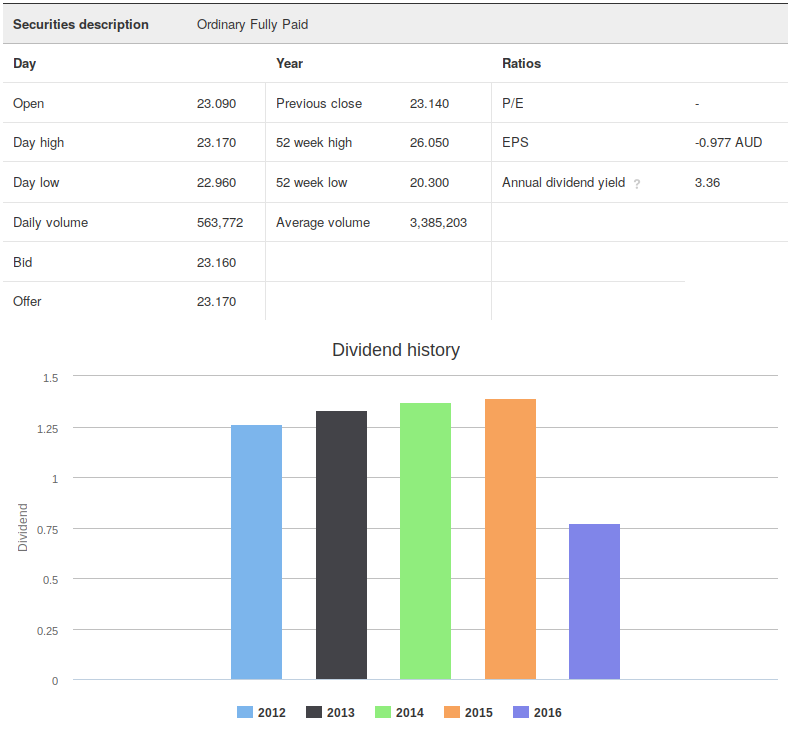 Securities description Ordinary Fully Paid
Day Year Ratios
Open 23.090 Previous close 23.140 P/E -
Day high 23.170 52 week high 26.050 EPS -0.977 AUD
Day low 22.960 52 week low 20.300 Annual dividend yield ? 3.36
Daily volume 563,772 Average volume 3,385,203
Bid 23.160
Offer 23.170
Dividend history
1.5
1.25
1
0.75
0.5
0.25
0
Dividend
2012 2013 2014 2015 2016